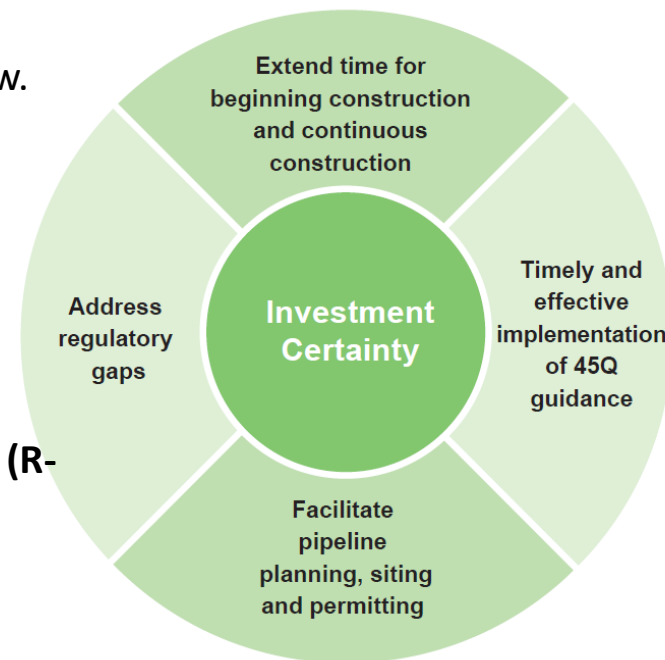 w.
Extend time for
beginning construction
and continuous
construction
Address
regulatory
gaps
Investment
Certainty
Timely and
effective
implementation
of 45Q
guidance
(R-
Facilitate
pipeline
planning, siting
and permitting